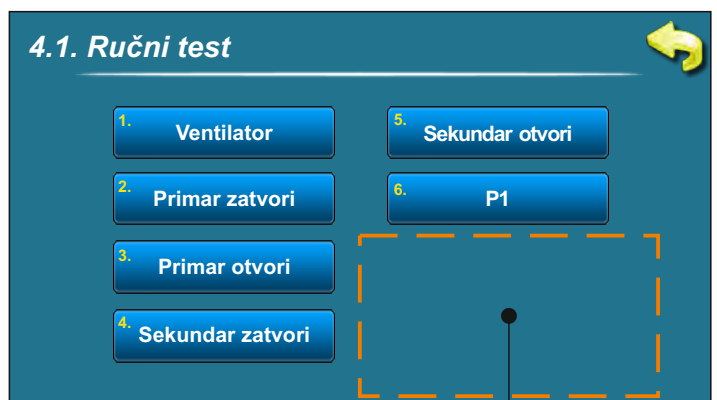 4.1. Ručni test
1. Ventilator
2. Primar zatvori
3. Primar otvori
4. Sekundar zatvori
5. Sekundar otvori
6. P1